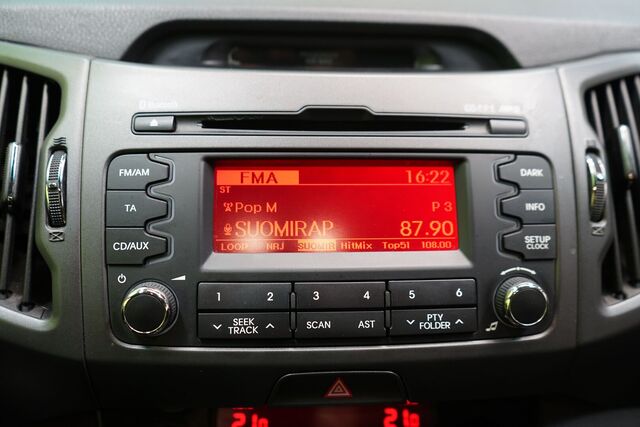 Bluetooth
FM/AM
TA
CD/AUX
FMA 16:22
ST
Pop M P 3
SUOMIRAP 87.90
LOOP NRJ SUOMIR HitMix Top51 108.00
DARK
INFO
SETUP
CLOCK
1 2 3 4 5 6
SEEK
TRACK
SCAN AST
PTY
FOLDER